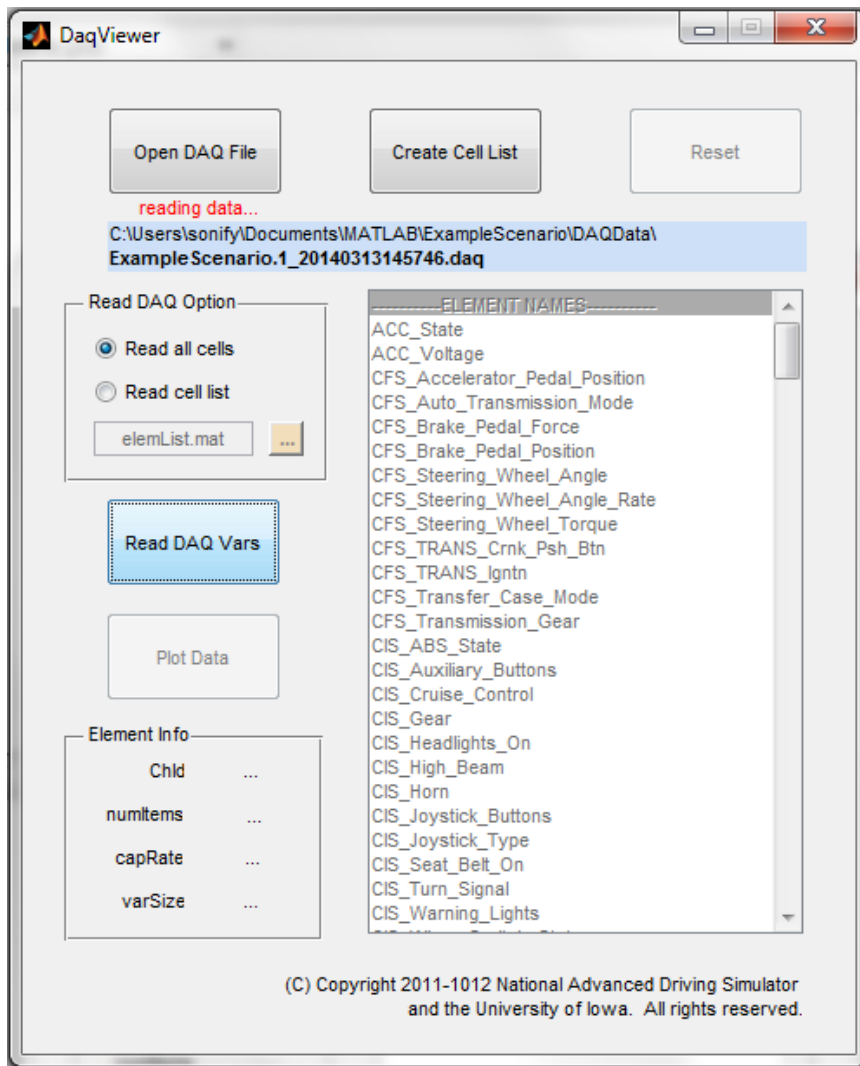 DaqViewer
Open DAQ File
Create Cell List
Reset
reading data...
C:\Users\sonify\Documents\MATLAB\ExampleScenario\DAQData\
ExampleScenario.1_20140313145746.daq
Read DAQ Option
Read all cells
Read cell list
elemList.mat
...
Read DAQ Vars
Plot Data
Element Info
ChId ...
numItems ...
capRate ...
varSize ...
----------ELEMENT NAMES----------
ACC_State
ACC_Voltage
CFS_Accelerator_Pedal_Position
CFS_Auto_Transmission_Mode
CFS_Brake_Pedal_Force
CFS_Brake_Pedal_Position
CFS_Steering_Wheel_Angle
CFS_Steering_Wheel_Angle_Rate
CFS_Steering_Wheel_Torque
CFS_TRANS_Crnk_Psh_Btn
CFS_TRANS_Igntn
CFS_Transfer_Case_Mode
CFS_Transmission_Gear
CIS_ABS_State
CIS_Auxiliary_Buttons
CIS_Cruise_Control
CIS_Gear
CIS_Headlights_On
CIS_High_Beam
CIS_Horn
CIS_Joystick_Buttons
CIS_Joystick_Type
CIS_Seat_Belt_On
CIS_Turn_Signal
CIS_Warning_Lights
(C) Copyright 2011-1012 National Advanced Driving Simulator
and the University of Iowa. All rights reserved.